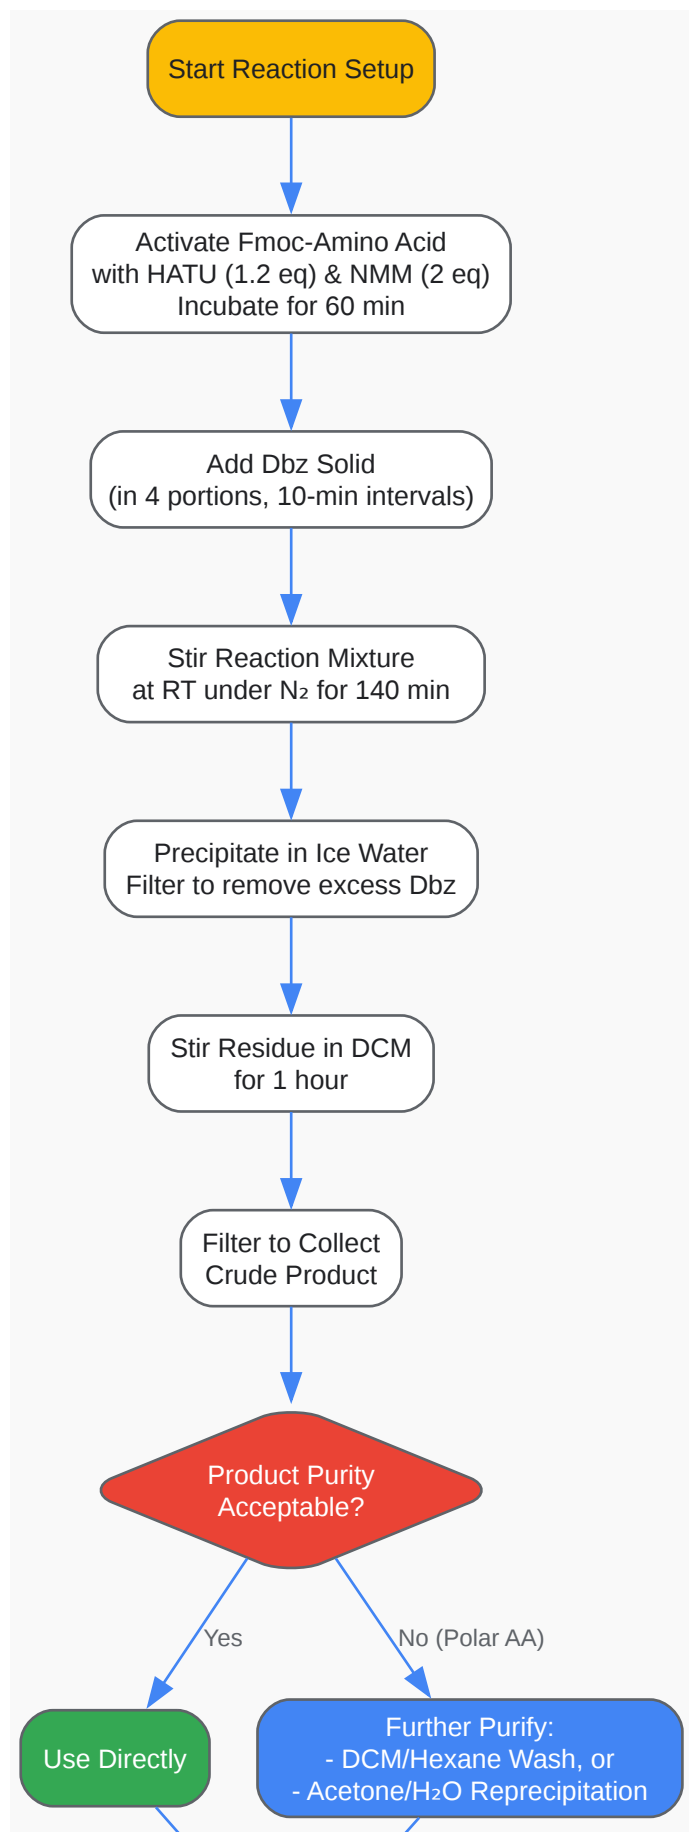 Start Reaction Setup
Activate Fmoc-Amino Acid
with HATU (1.2 eq) & NMM (2 eq)
Incubate for 60 min
Add Dbz Solid
(in 4 portions, 10-min intervals)
Stir Reaction Mixture
at RT under N₂ for 140 min
Precipitate in Ice Water
Filter to remove excess Dbz
Stir Residue in DCM
for 1 hour
Filter to Collect
Crude Product
Product Purity
Acceptable?
Yes
No (Polar AA)
Use Directly
Further Purify:
- DCM/Hexane Wash, or
- Acetone/H₂O Reprecipitation